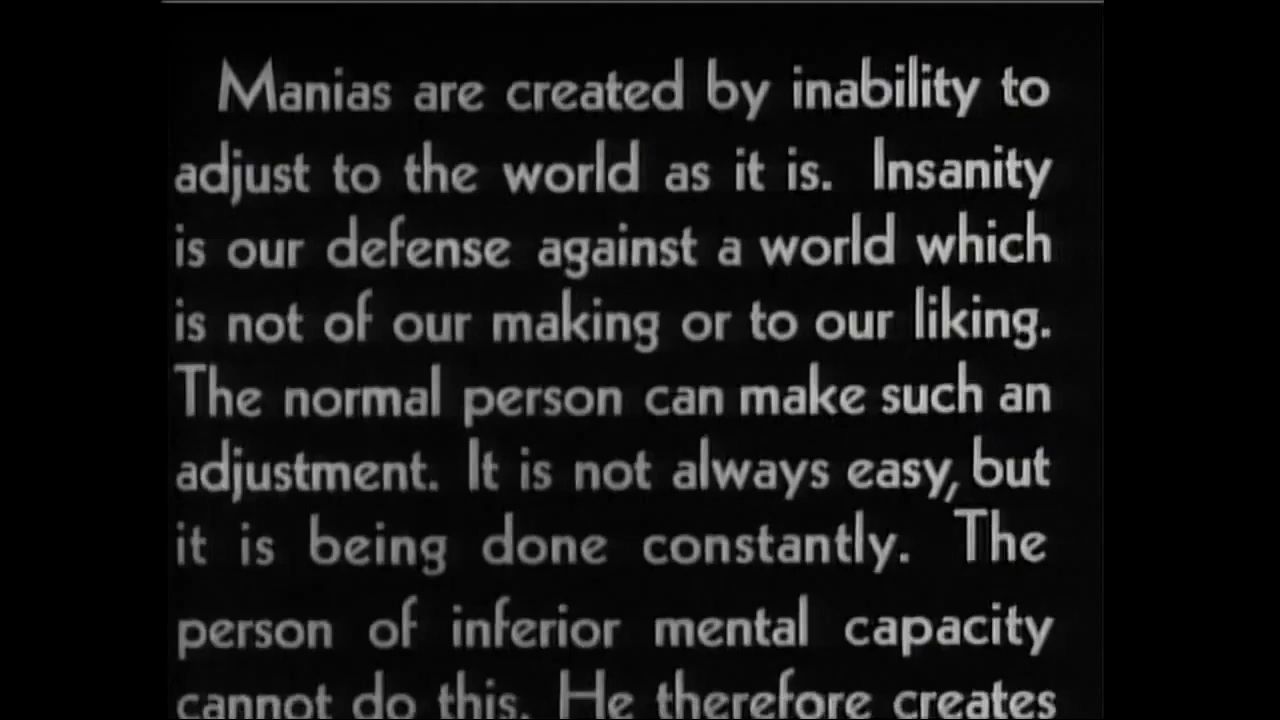 Manias are created by inability to
adjust to the world as it is. Insanity
is our defense against a world which
is not of our making or to our liking.
The normal person can make such an
adjustment. It is not always easy, but
it is being done constantly. The
person of inferior mental capacity
cannot do this. He therefore creates